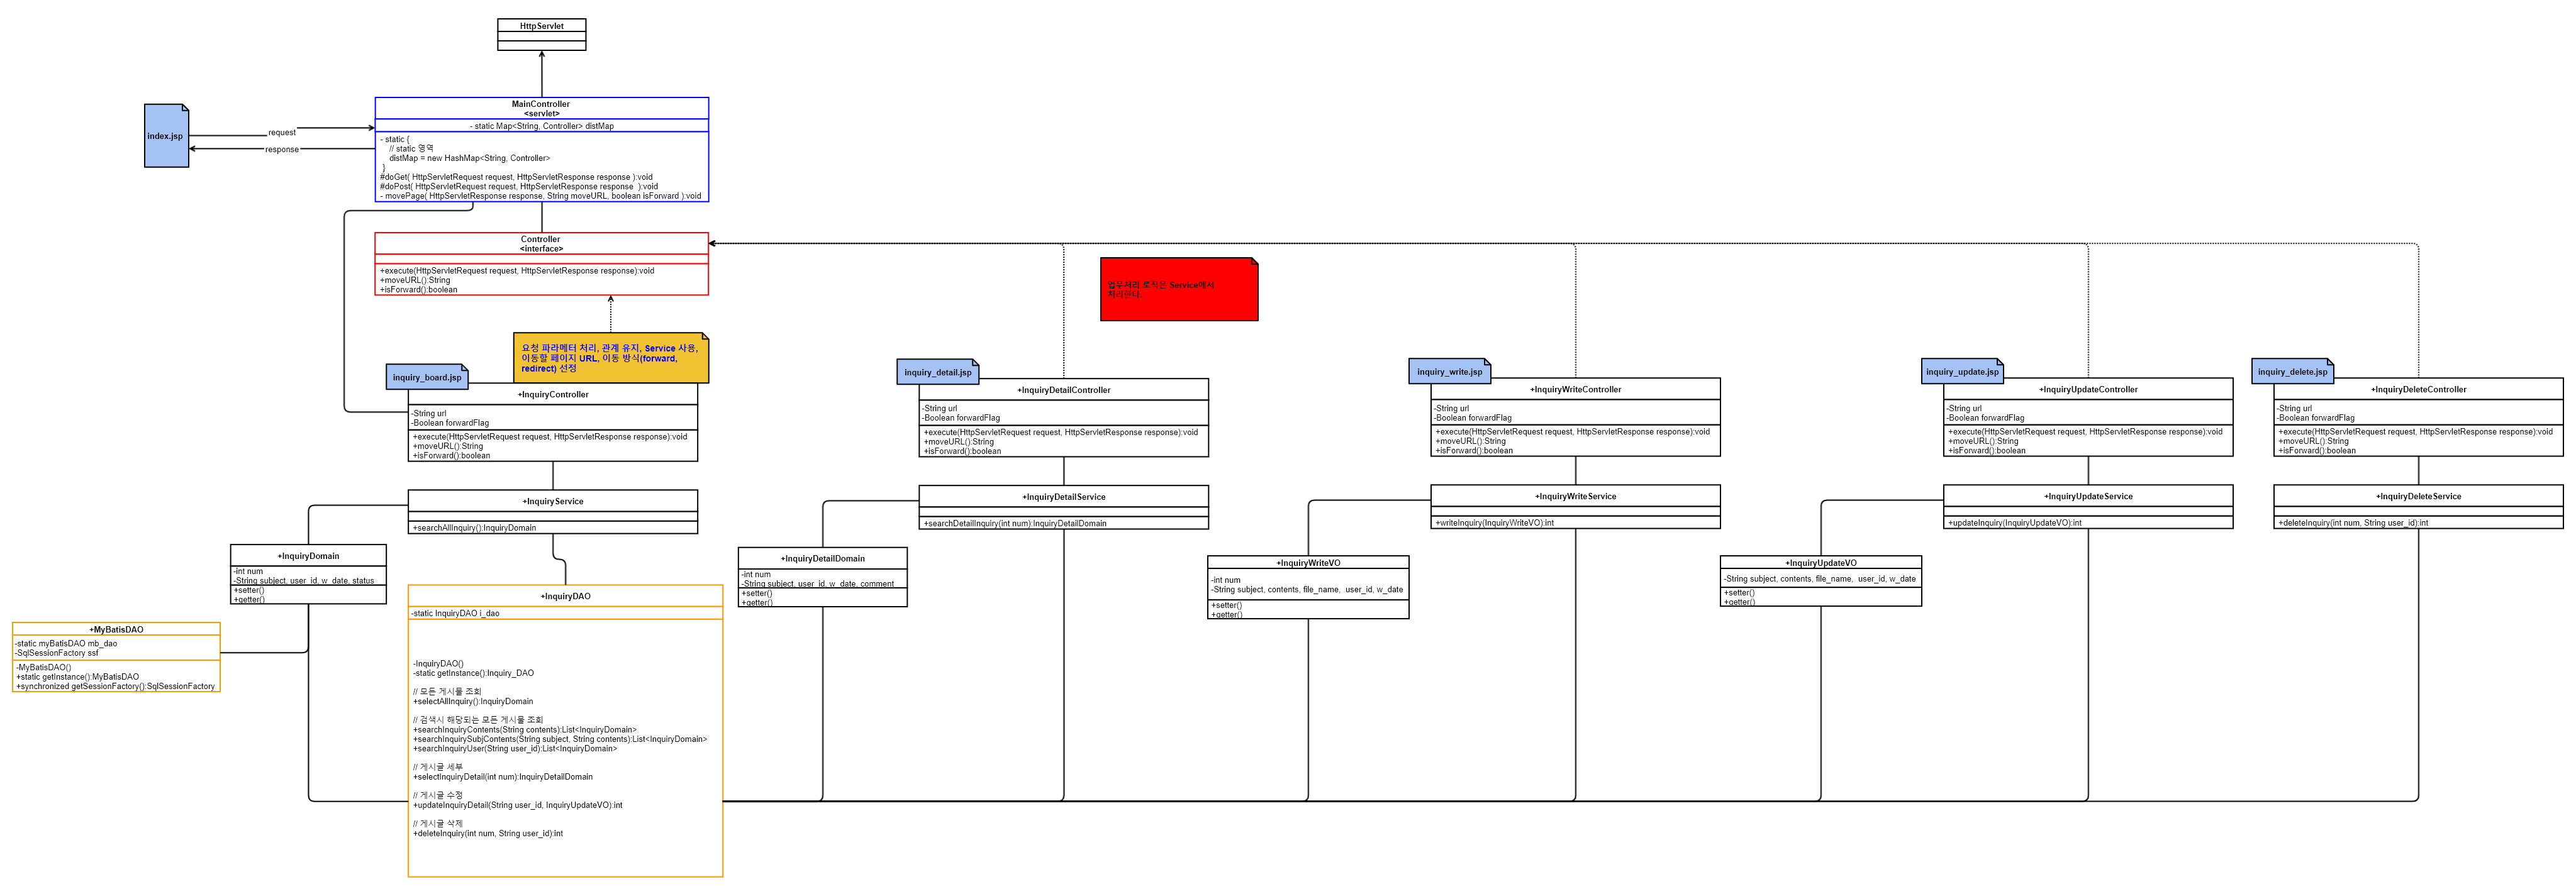 HttpServlet
MainController
<servlet>
- static Map<String, Controller> distMap
- static {
// static 영역
distMap = new HashMap<String, Controller>
}
#doGet( HttpServletRequest request, HttpServletResponse response ):void
#doPost( HttpServletRequest request, HttpServletResponse response  ):void
- movePage( HttpServletResponse response, String moveURL, boolean isForward ):void
index.jsp
request
response
Controller
<interface>
+execute(HttpServletRequest request, HttpServletResponse response):void
+moveURL():String
+isForward():boolean
업무처리 로직은 Service에서
처리한다.
요청 파라메터 처리, 관계 유지, Service 사용,
이동할 페이지 URL, 이동 방식(forward,
redirect) 선정
inquiry_board.jsp
+InquiryController
-String url
-Boolean forwardFlag
+execute(HttpServletRequest request, HttpServletResponse response):void
+moveURL():String
+isForward():boolean
inquiry_detail.jsp
+InquiryDetailController
-String url
-Boolean forwardFlag
+execute(HttpServletRequest request, HttpServletResponse response):void
+moveURL():String
+isForward():boolean
inquiry_write.jsp
+InquiryWriteController
-String url
-Boolean forwardFlag
+execute(HttpServletRequest request, HttpServletResponse response):void
+moveURL():String
+isForward():boolean
inquiry_update.jsp
+InquiryUpdateController
-String url
-Boolean forwardFlag
+execute(HttpServletRequest request, HttpServletResponse response):void
+moveURL():String
+isForward():boolean
inquiry_delete.jsp
+InquiryDeleteController
-String url
-Boolean forwardFlag
+execute(HttpServletRequest request, HttpServletResponse response):void
+moveURL():String
+isForward():boolean
+InquiryService
+searchAllInquiry():InquiryDomain
+InquiryDetailService
+searchDetailInquiry(int num):InquiryDetailDomain
+InquiryWriteService
+writeInquiry(InquiryWriteVO):int
+InquiryUpdateService
+updateInquiry(InquiryUpdateVO):int
+InquiryDeleteService
+deleteInquiry(int num, String user_id):int
+InquiryDomain
-int num
-String subject, user_id, w_date, status
+setter()
+getter()
+InquiryDetailDomain
-int num
-String subject, user_id, w_date, comment
+setter()
+getter()
+InquiryWriteVO
-int num
-String subject, contents, file_name,  user_id, w_date
+setter()
+getter()
+InquiryUpdateVO
-String subject, contents, file_name,  user_id, w_date
+setter()
+getter()
+MyBatisDAO
-static myBatisDAO mb_dao
-SqlSessionFactory ssf
-MyBatisDAO()
+static getInstance():MyBatisDAO
+synchronized getSessionFactory():SqlSessionFactory
+InquiryDAO
-static InquiryDAO i_dao
-InquiryDAO()
-static getInstance():Inquiry_DAO
// 모든 게시물 조회
+selectAllInquiry():InquiryDomain
// 검색시 해당되는 모든 게시물 조회
+searchInquiryContents(String contents):List<InquiryDomain>
+searchInquirySubjContents(String subject, String contents):List<InquiryDomain>
+searchInquiryUser(String user_id):List<InquiryDomain>
// 게시글 세부
+selectInquiryDetail(int num):InquiryDetailDomain
// 게시글 수정
+updateInquiryDetail(String user_id, InquiryUpdateVO):int
// 게시글 삭제
+deleteInquiry(int num, String user_id):int